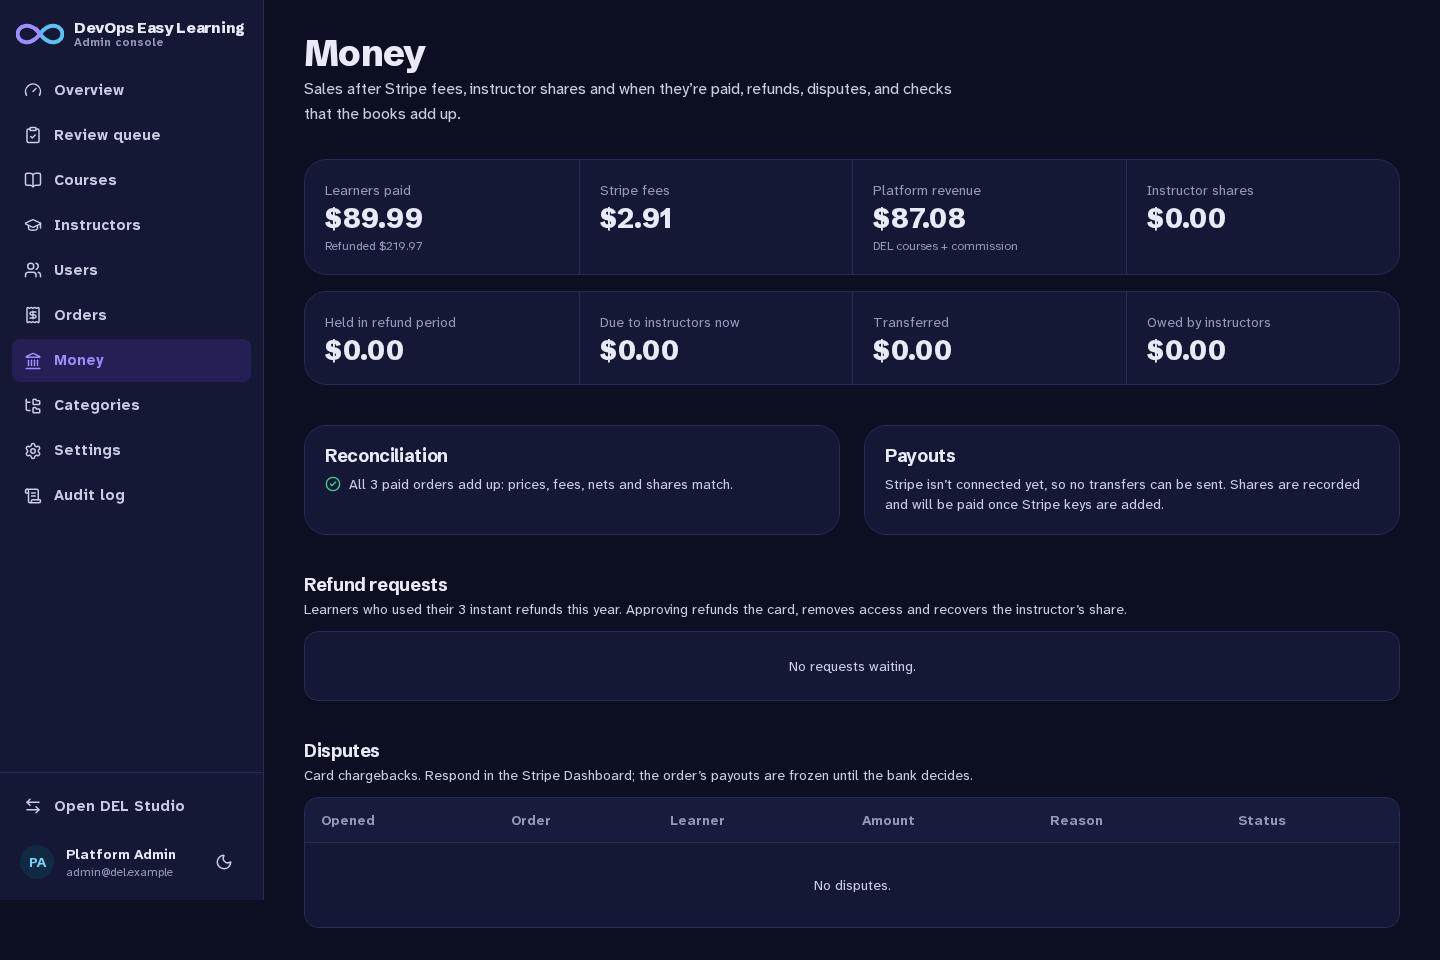 DevOps Easy Learning
Admin console
Overview
Review queue
Courses
Instructors
Users
Orders
Money
Categories
Settings
Audit log
Open DEL Studio
PA
Platform Admin
admin@del.example
Money
Sales after Stripe fees, instructor shares and when they’re paid, refunds, disputes, and checks
that the books add up.
Learners paid
$89.99
Refunded $219.97
Stripe fees
$2.91
Platform revenue
$87.08
DEL courses + commission
Instructor shares
$0.00
Held in refund period
$0.00
Due to instructors now
$0.00
Transferred
$0.00
Owed by instructors
$0.00
Reconciliation
All 3 paid orders add up: prices, fees, nets and shares match.
Payouts
Stripe isn’t connected yet, so no transfers can be sent. Shares are recorded
and will be paid once Stripe keys are added.
Refund requests
Learners who used their 3 instant refunds this year. Approving refunds the card, removes access and recovers the instructor’s share.
No requests waiting.
Disputes
Card chargebacks. Respond in the Stripe Dashboard; the order’s payouts are frozen until the bank decides.
Opened Order Learner Amount Reason Status
No disputes.